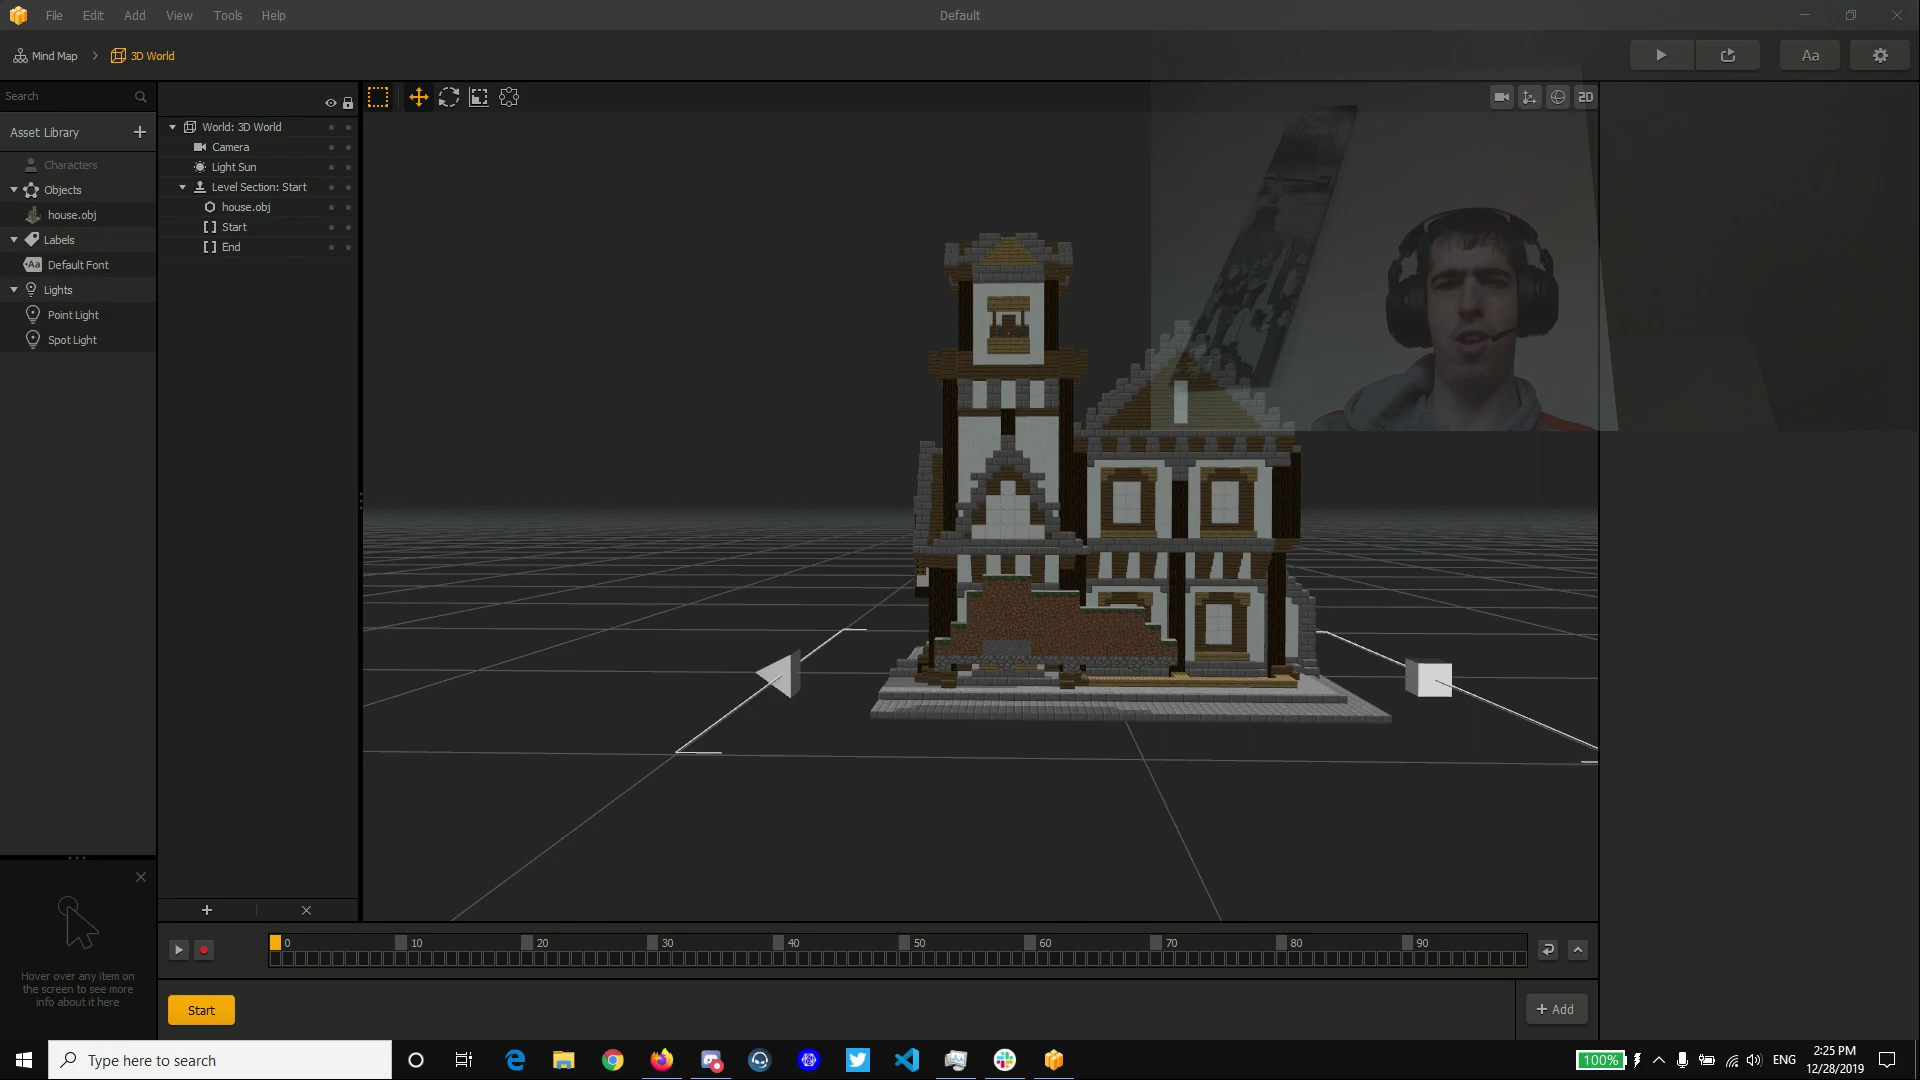 File Edit Add View Tools Help
Default
Mind Map
3D World
Aa
Search
Asset Library
Characters
Objects
house.obj
Labels
Aa Default Font
Lights
Point Light
Spot Light
World: 3D World
Camera
Light Sun
Level Section: Start
house.obj
Start
End
2D
Hover over any item on
the screen to see more
info about it here
0 10 20 30 40 50 60 70 80 90
Start
+ Add
Type here to search
100%
ENG
2:25 PM
12/28/2019